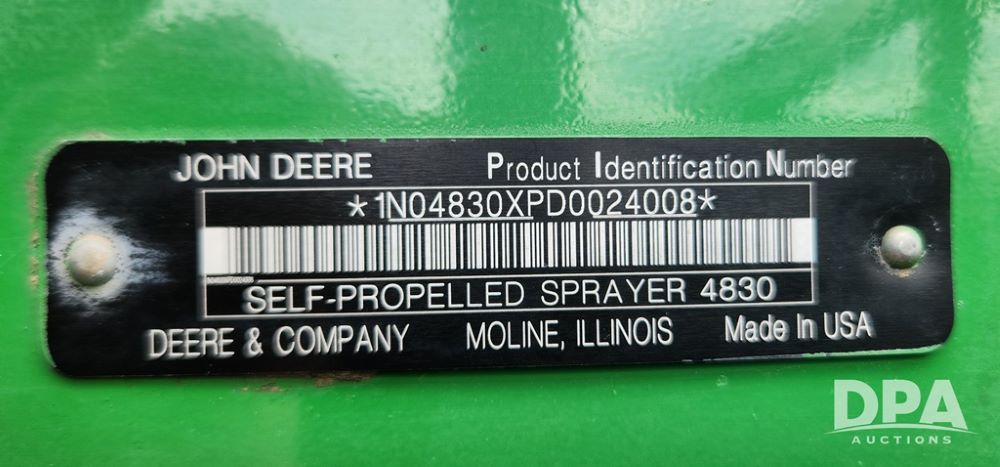 JOHN DEERE Product Identification Number
*1N04830XPD0024008*
SELF-PROPELLED SPRAYER 4830
DEERE & COMPANY MOLINE, ILLINOIS Made In USA
DPA
AUCTIONS